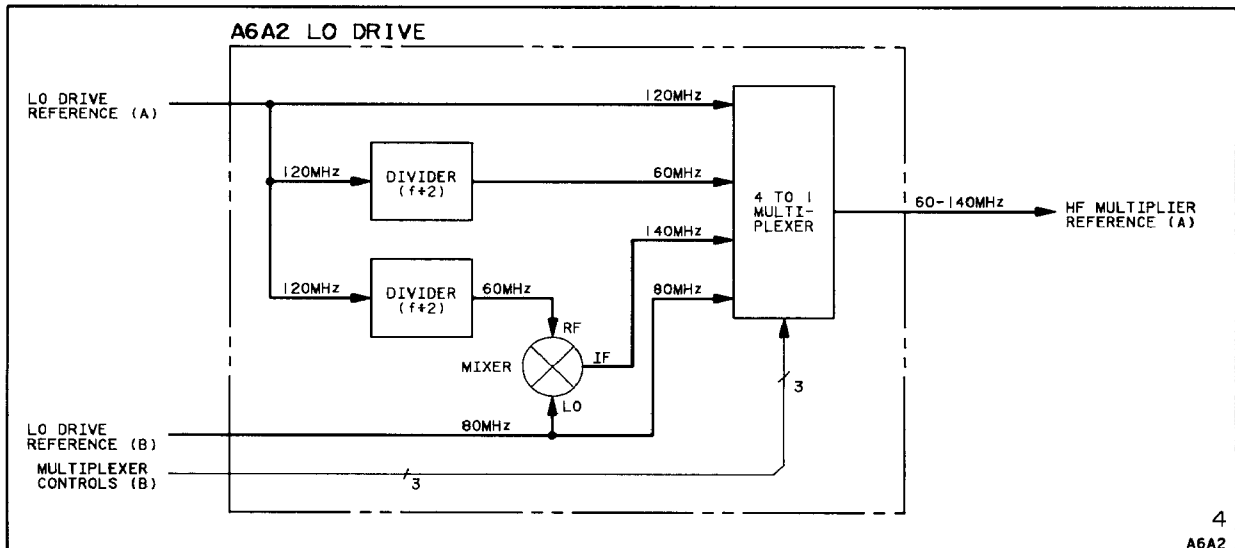 A6A2 LO DRIVE
LO DRIVE
REFERENCE (A)
120MHz
120MHz
DIVIDER
(f÷2)
60MHz
4 TO 1
MULTI-
PLEXER
60-140MHz
HF MULTIPLIER
REFERENCE (A)
140MHz
120MHz
DIVIDER
(f÷2)
60MHz
80MHz
RF
MIXER
IF
LO
3
LO DRIVE
REFERENCE (B)
80MHz
MULTIPLEXER
CONTROLS (B)
3
4
A6A2